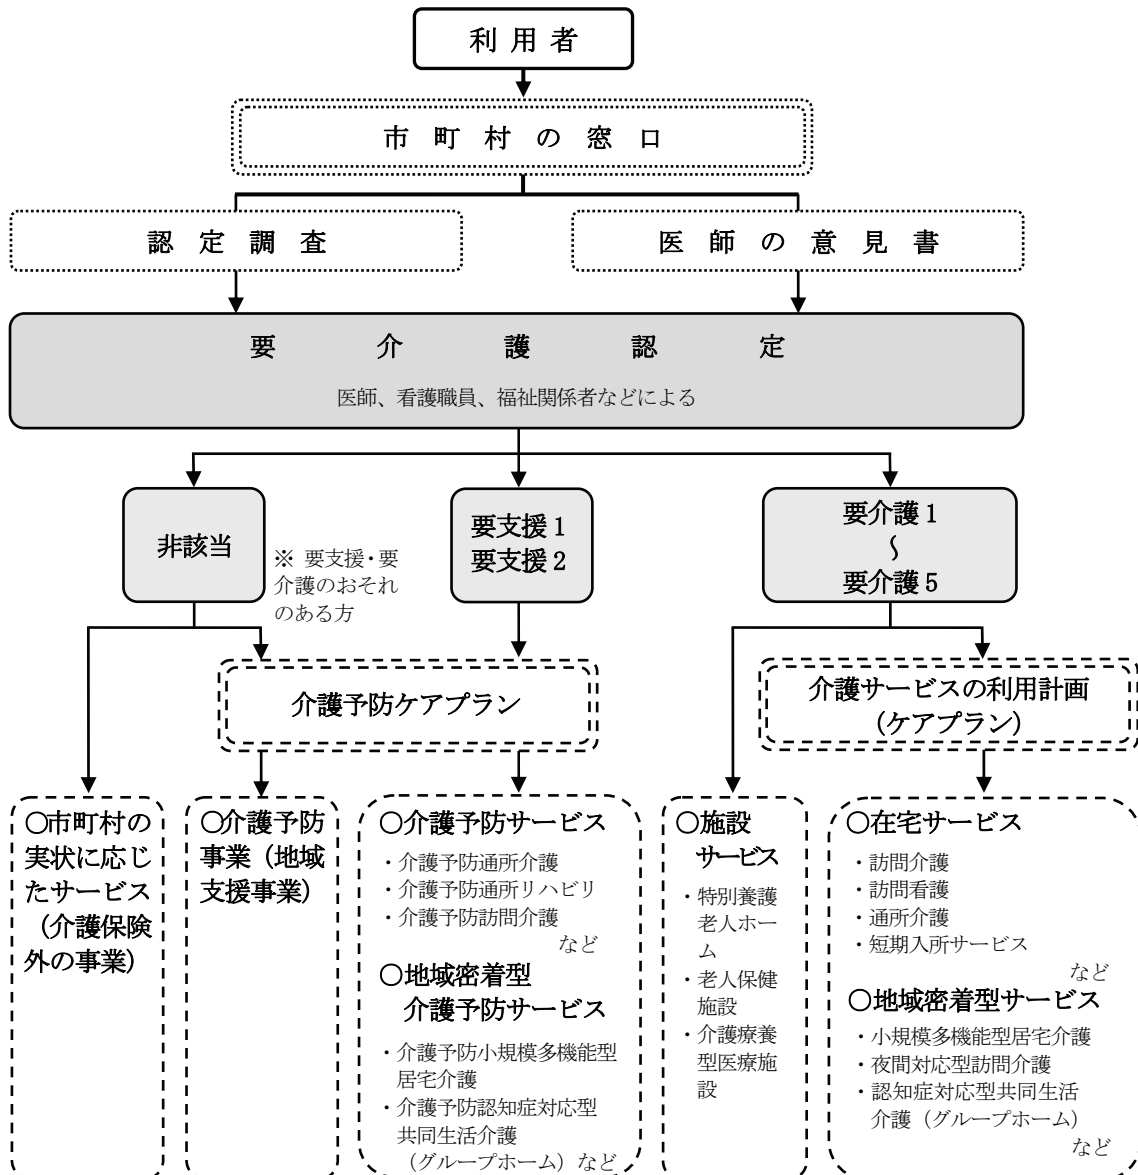 利用者
市町村の窓口
認定調査
医師の意見書
要介護認定
医師、看護職員、福祉関係者などによる
非該当
※ 要支援・要
介護のおそれ
のある方
要支援1
要支援2
要介護1
～
要介護5
介護予防ケアプラン
介護サービスの利用計画
（ケアプラン）
○市町村の
実状に応じ
たサービス
（介護保険
外の事業）
○介護予防
事業（地域
支援事業）
○介護予防サービス
・介護予防通所介護
・介護予防通所リハビリ
・介護予防訪問介護
など
○地域密着型
介護予防サービス
・介護予防小規模多機能型
居宅介護
・介護予防認知症対応型
共同生活介護
（グループホーム）など
○施設
サービス
・特別養護
老人ホー
ム
・老人保健
施設
・介護療養
型医療施
設
○在宅サービス
・訪問介護
・訪問看護
・通所介護
・短期入所サービス
など
○地域密着型サービス
・小規模多機能型居宅介護
・夜間対応型訪問介護
・認知症対応型共同生活
介護（グループホーム）
など